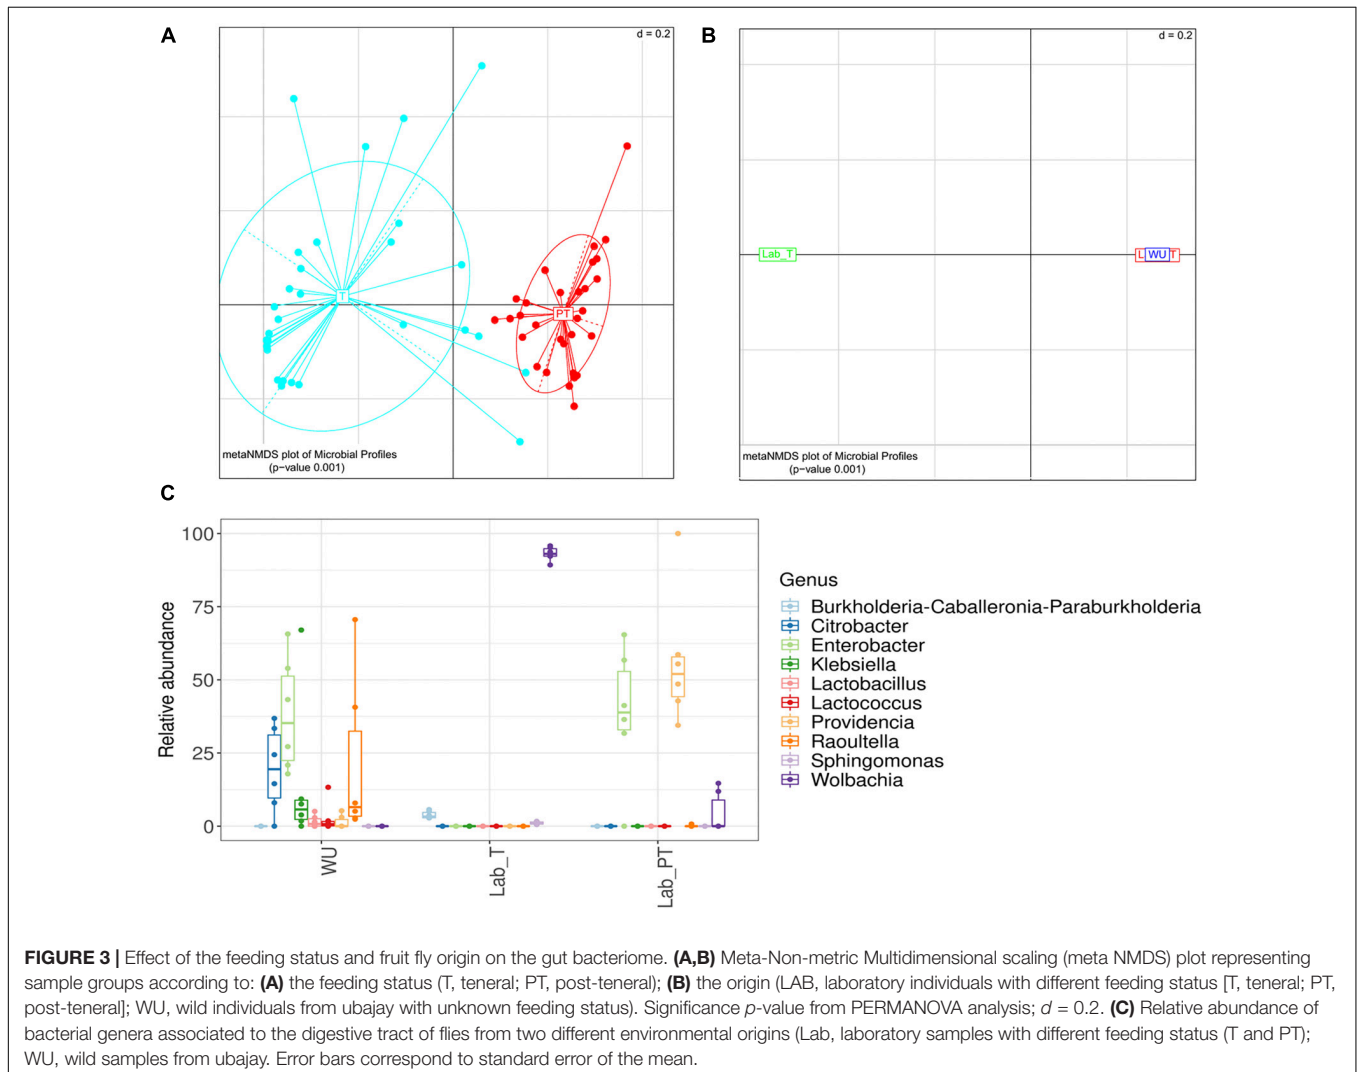 A
d = 0.2
T
PT
metaNMDS plot of Microbial Profiles
(p−value 0.001)
B
d = 0.2
Lab_T
L
WU
T
metaNMDS plot of Microbial Profiles
(p−value 0.001)
C
Relative abundance
100
75
50
25
0
WU
Lab_T
Lab_PT
Genus
Burkholderia-Caballeronia-Paraburkholderia
Citrobacter
Enterobacter
Klebsiella
Lactobacillus
Lactococcus
Providencia
Raoultella
Sphingomonas
Wolbachia
FIGURE 3 | Effect of the feeding status and fruit fly origin on the gut bacteriome. (A,B) Meta-Non-metric Multidimensional scaling (meta NMDS) plot representing
sample groups according to: (A) the feeding status (T, teneral; PT, post-teneral); (B) the origin (LAB, laboratory individuals with different feeding status [T, teneral; PT,
post-teneral]; WU, wild individuals from ubajay with unknown feeding status). Significance p-value from PERMANOVA analysis; d = 0.2. (C) Relative abundance of
bacterial genera associated to the digestive tract of flies from two different environmental origins (Lab, laboratory samples with different feeding status (T and PT);
WU, wild samples from ubajay. Error bars correspond to standard error of the mean.